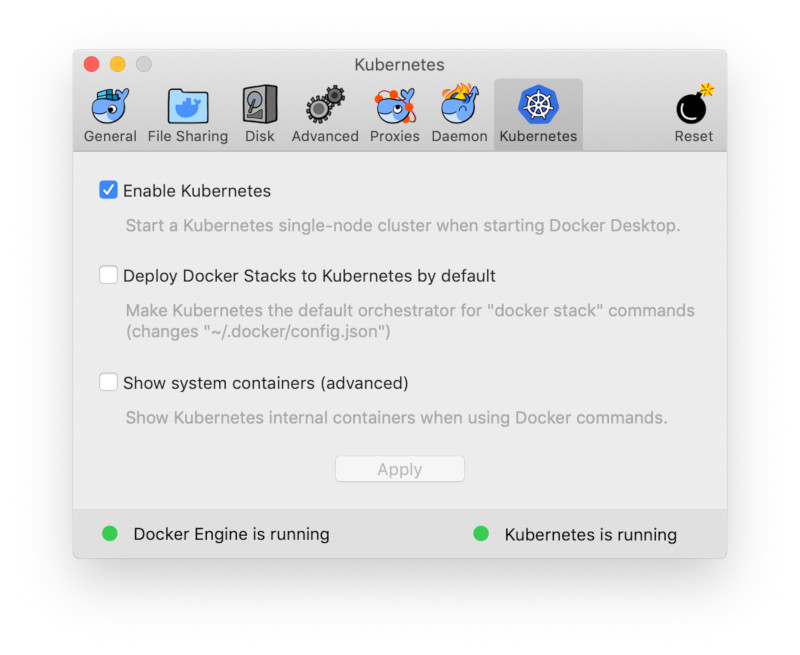 Kubernetes
General File Sharing Disk Advanced Proxies Daemon Kubernetes Reset
Enable Kubernetes
Start a Kubernetes single-node cluster when starting Docker Desktop.
Deploy Docker Stacks to Kubernetes by default
Make Kubernetes the default orchestrator for "docker stack" commands
(changes "~/.docker/config.json")
Show system containers (advanced)
Show Kubernetes internal containers when using Docker commands.
Apply
Docker Engine is running Kubernetes is running